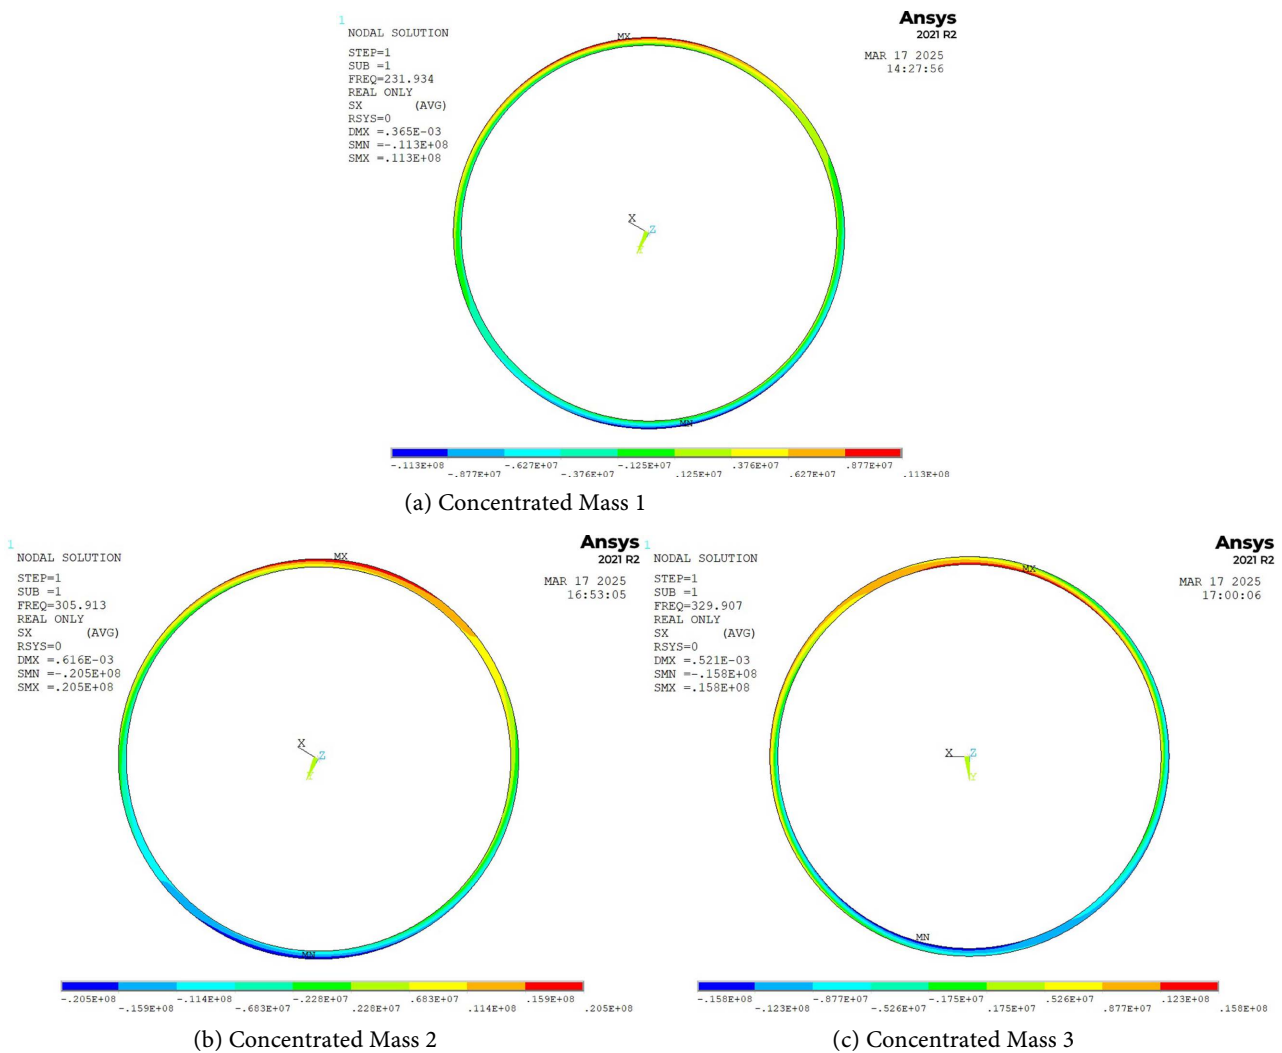 1
NODAL SOLUTION
STEP=1
SUB =1
FREQ=231.934
REAL ONLY
SX (AVG)
RSYS=0
DMX =.365E-03
SMN =-.113E+08
SMX =.113E+08
Ansys
2021 R2
MAR 17 2025
14:27:56
MX
X
Z
MN
-.113E+08 -.877E+07 -.627E+07 -.376E+07 -.125E+07 .125E+07 .376E+07 .627E+07 .877E+07 .113E+08
(a) Concentrated Mass 1
1
NODAL SOLUTION
STEP=1
SUB =1
FREQ=305.913
REAL ONLY
SX (AVG)
RSYS=0
DMX =.616E-03
SMN =-.205E+08
SMX =.205E+08
Ansys
2021 R2
MAR 17 2025
16:53:05
MX
X
Z
MN
-.205E+08 -.159E+08 -.114E+08 -.683E+07 -.228E+07 .228E+07 .683E+07 .114E+08 .159E+08 .205E+08
(b) Concentrated Mass 2
1
NODAL SOLUTION
STEP=1
SUB =1
FREQ=329.907
REAL ONLY
SX (AVG)
RSYS=0
DMX =.521E-03
SMN =-.158E+08
SMX =.158E+08
Ansys
2021 R2
MAR 17 2025
17:00:06
MX
X
Z
Y
MN
-.158E+08 -.123E+08 -.877E+07 -.526E+07 -.175E+07 .175E+07 .526E+07 .877E+07 .123E+08 .158E+08
(c) Concentrated Mass 3